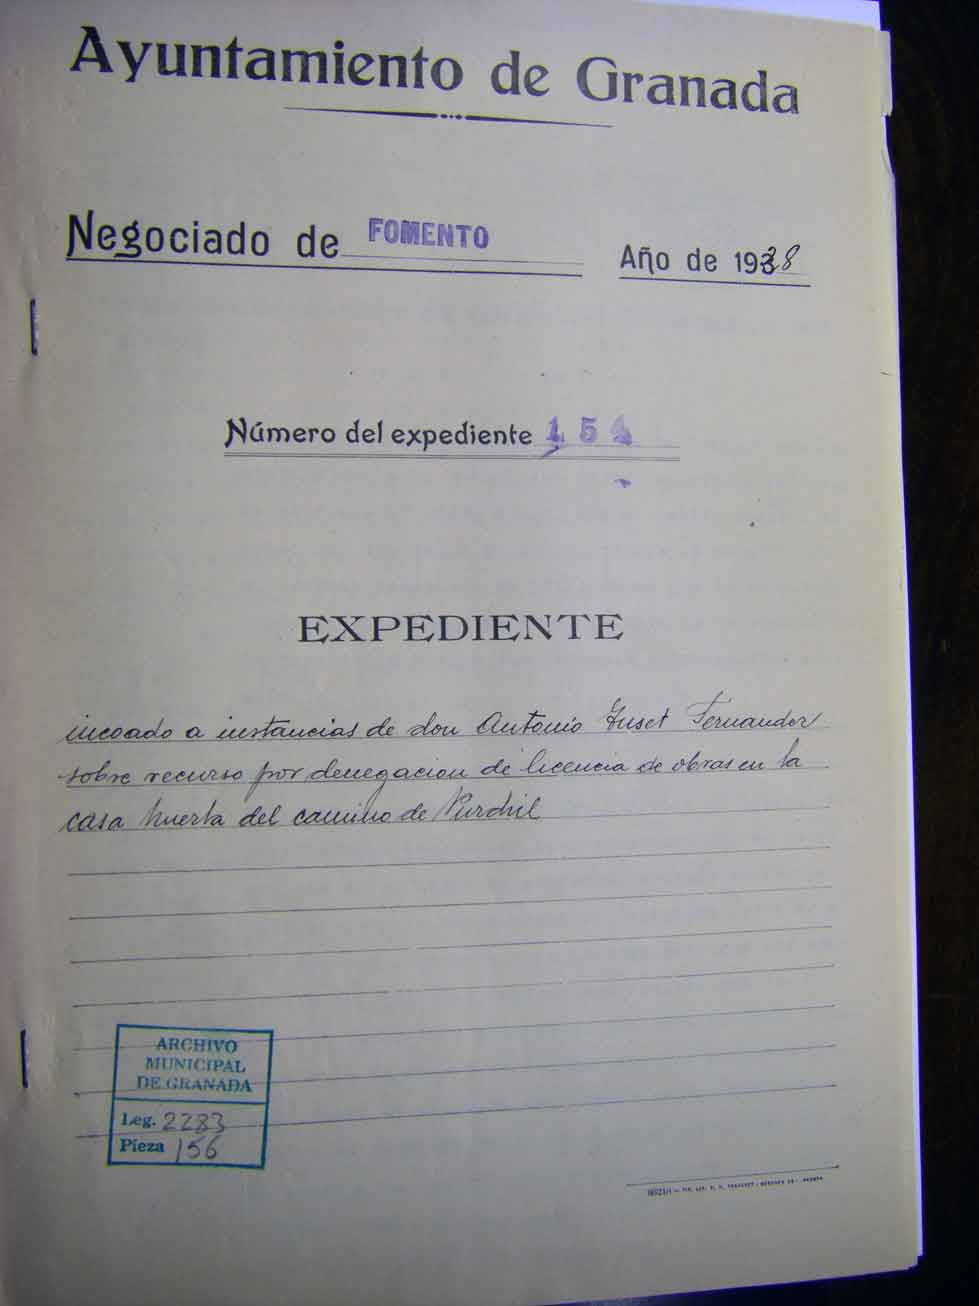 Ayuntamiento de Granada
Negociado de FOMENTO
Año de 1938
Número del expediente 154
EXPEDIENTE
incoado a instancias de don Antonio Fuset Fernandez
sobre recurso por denegacion de licencia de obras en la
casa huerta del camino de Purchil
ARCHIVO
MUNICIPAL
DE GRANADA
Leg. 2283
Pieza 156